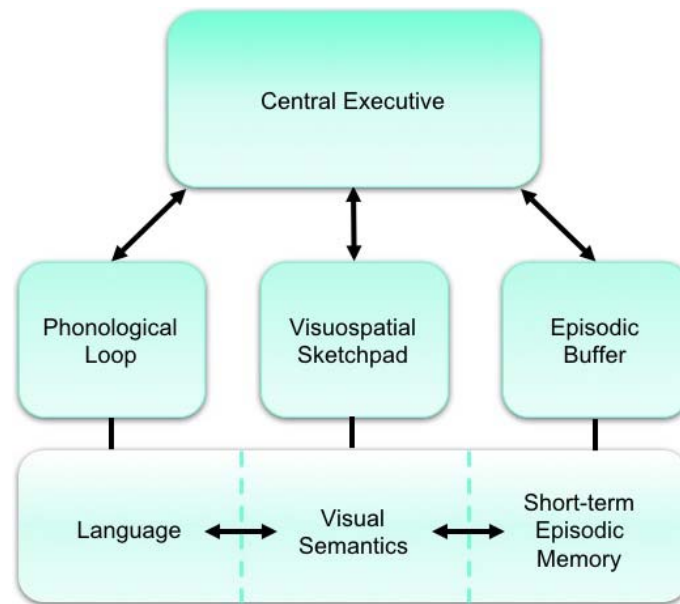 Central Executive
Phonological
Loop
Visuospatial
Sketchpad
Episodic
Buffer
Language
Visual
Semantics
Short-term
Episodic
Memory